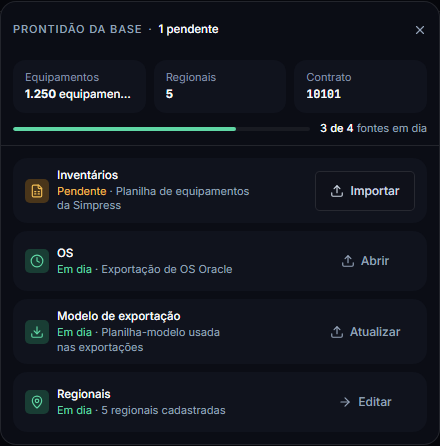 PRONTIDÃO DA BASE · 1 pendente
Equipamentos
1.250 equipamen...
Regionais
5
Contrato
10101
3 de 4 fontes em dia
Inventários
Pendente · Planilha de equipamentos
da Simpress
Importar
OS
Em dia · Exportação de OS Oracle
Abrir
Modelo de exportação
Em dia · Planilha-modelo usada
nas exportações
Atualizar
Regionais
Em dia · 5 regionais cadastradas
Editar